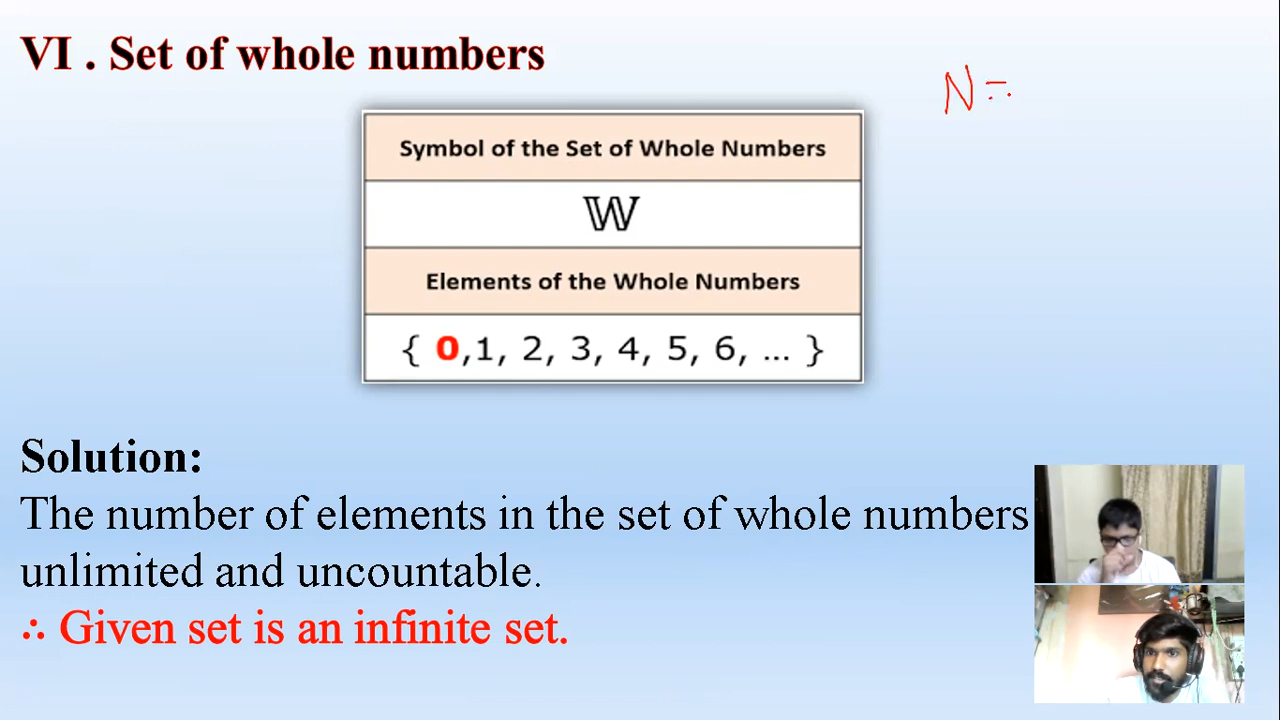 VI . Set of whole numbers
N =
Symbol of the Set of Whole Numbers
𝕎
Elements of the Whole Numbers
{ 0,1, 2, 3, 4, 5, 6, ... }
Solution:
The number of elements in the set of whole numbers
unlimited and uncountable.
∴ Given set is an infinite set.